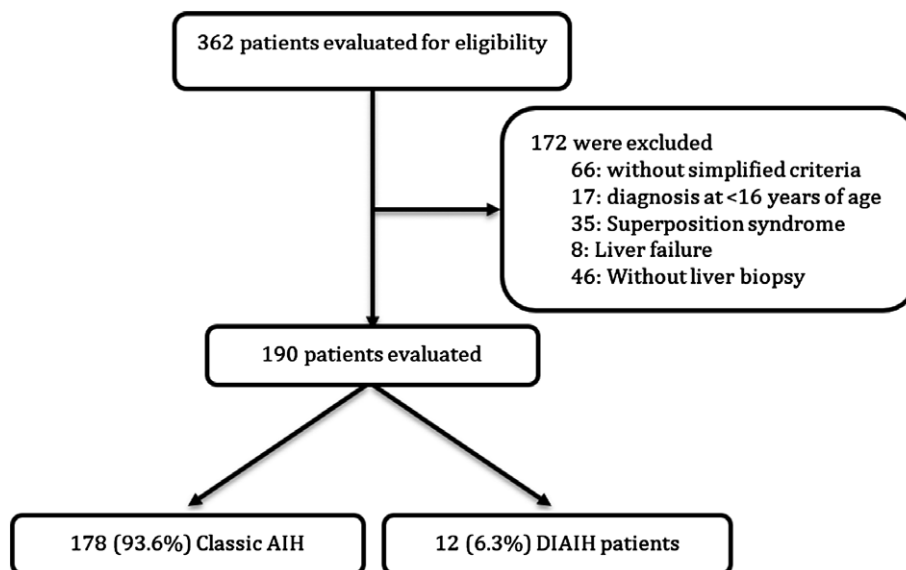 362 patients evaluated for eligibility
172 were excluded
66: without simplified criteria
17: diagnosis at <16 years of age
35: Superposition syndrome
8: Liver failure
46: Without liver biopsy
190 patients evaluated
178 (93.6%) Classic AIH
12 (6.3%) DIAIH patients